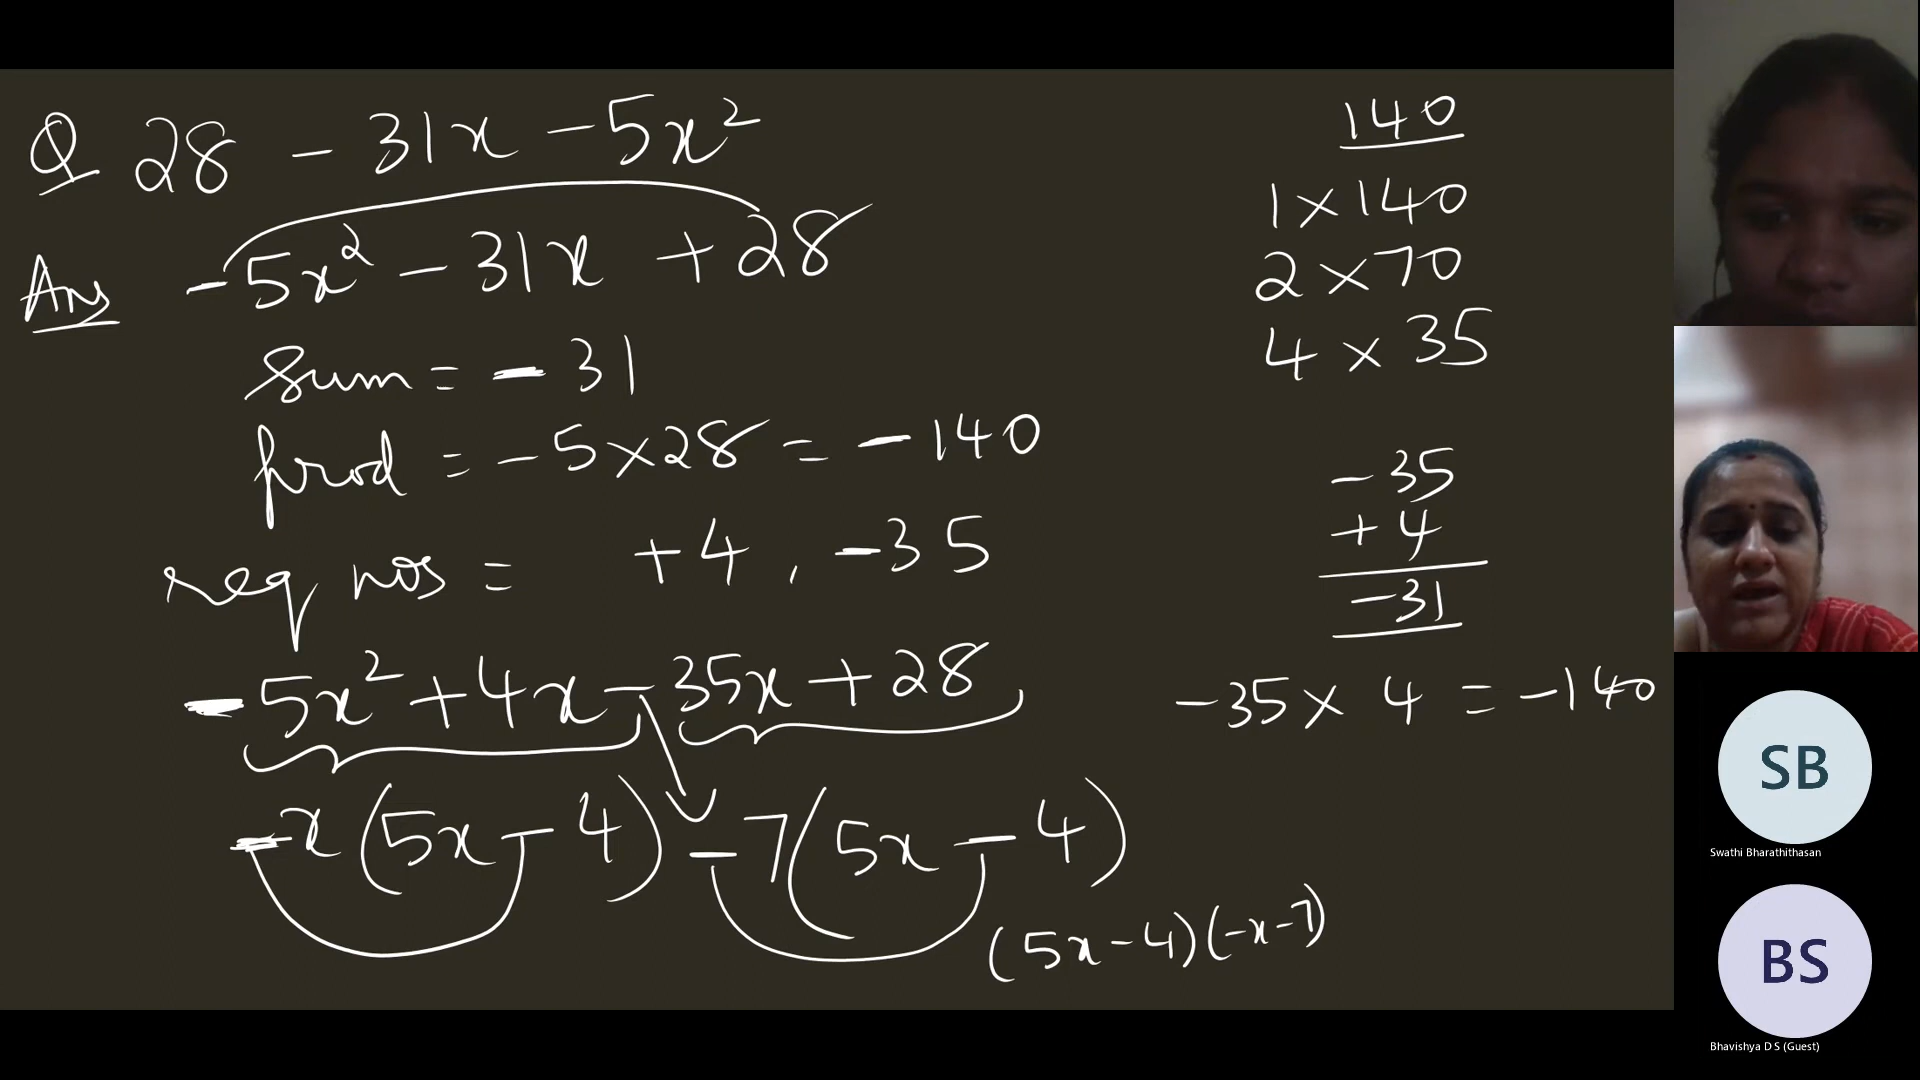 Q 28 - 31x - 5x²
Ans -5x² - 31x + 28
Sum = - 31
prod = - 5 x 28 = - 140
req nos = +4 , -35
-5x² + 4x - 35x + 28
-x (5x - 4) - 7(5x - 4)
(5x - 4)(-x - 7)
140
1 x 140
2 x 70
4 x 35
- 35
+ 4
- 31
-35 x 4 = -140
SB
Swathi Bharathithasan
BS
Bhavishya D S (Guest)